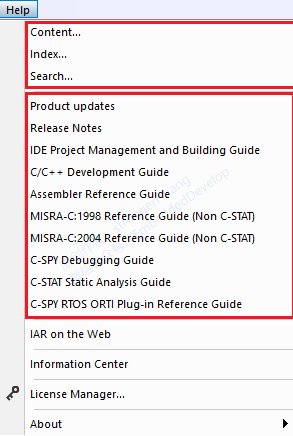 Help
Content...
Index...
Search...
Product updates
Release Notes
IDE Project Management and Building Guide
C/C++ Development Guide
Assembler Reference Guide
MISRA-C:1998 Reference Guide (Non C-STAT)
MISRA-C:2004 Reference Guide (Non C-STAT)
C-SPY Debugging Guide
C-STAT Static Analysis Guide
C-SPY RTOS ORTI Plug-in Reference Guide
IAR on the Web
Information Center
License Manager...
About